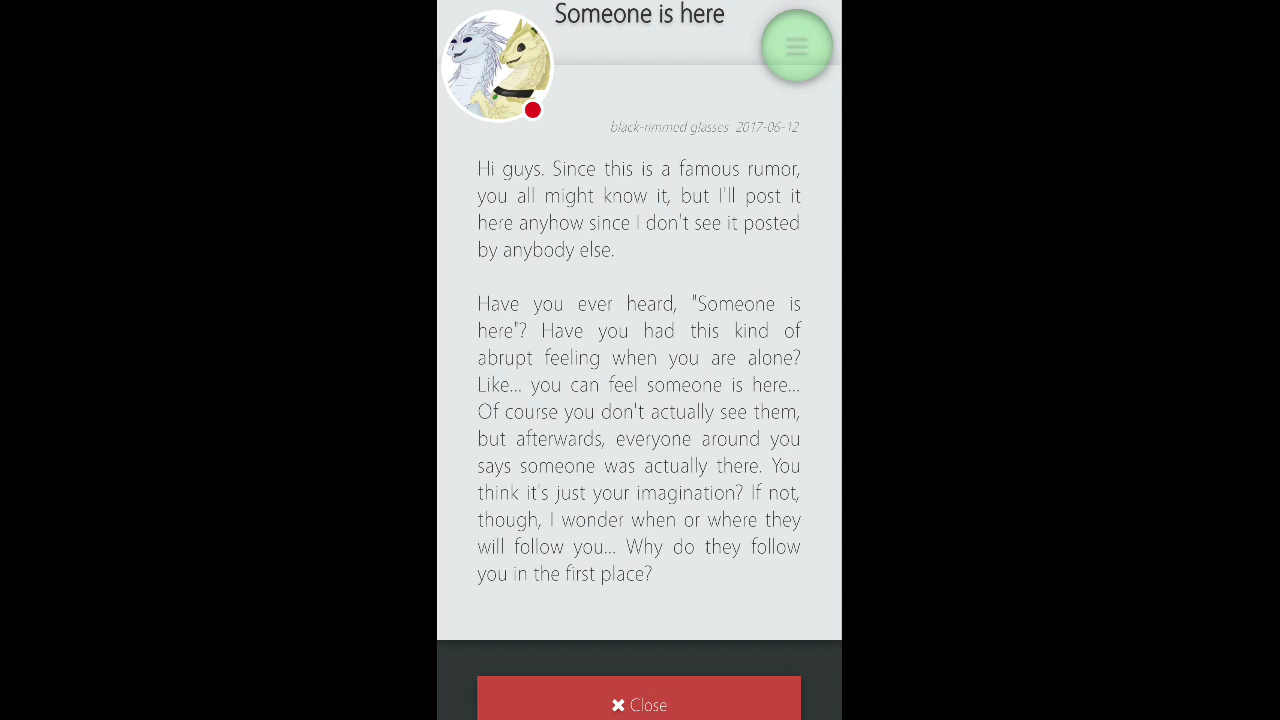 Someone is here
black-rimmed glasses 2017-06-12
Hi guys. Since this is a famous rumor,
you all might know it, but I'll post it
here anyhow since I don't see it posted
by anybody else.
Have you ever heard, "Someone is
here"? Have you had this kind of
abrupt feeling when you are alone?
Like... you can feel someone is here...
Of course you don't actually see them,
but afterwards, everyone around you
says someone was actually there. You
think it's just your imagination? If not,
though, I wonder when or where they
will follow you... Why do they follow
you in the first place?
Close